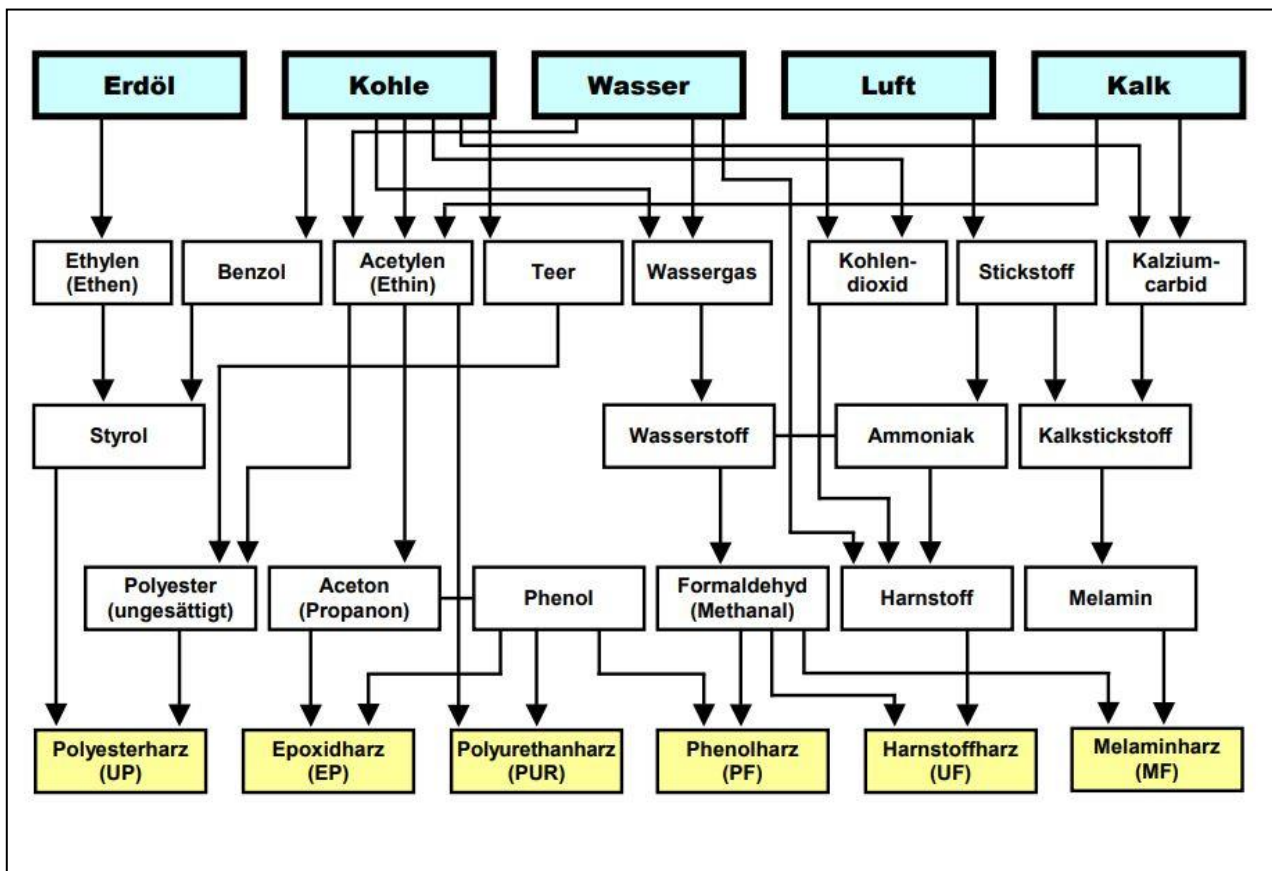 Erdöl
Kohle
Wasser
Luft
Kalk
Ethylen
(Ethen)
Benzol
Acetylen
(Ethin)
Teer
Wassergas
Kohlen-
dioxid
Stickstoff
Kalzium-
carbid
Styrol
Wasserstoff
Ammoniak
Kalkstickstoff
Polyester
(ungesättigt)
Aceton
(Propanon)
Phenol
Formaldehyd
(Methanal)
Harnstoff
Melamin
Polyesterharz
(UP)
Epoxidharz
(EP)
Polyurethanharz
(PUR)
Phenolharz
(PF)
Harnstoffharz
(UF)
Melaminharz
(MF)